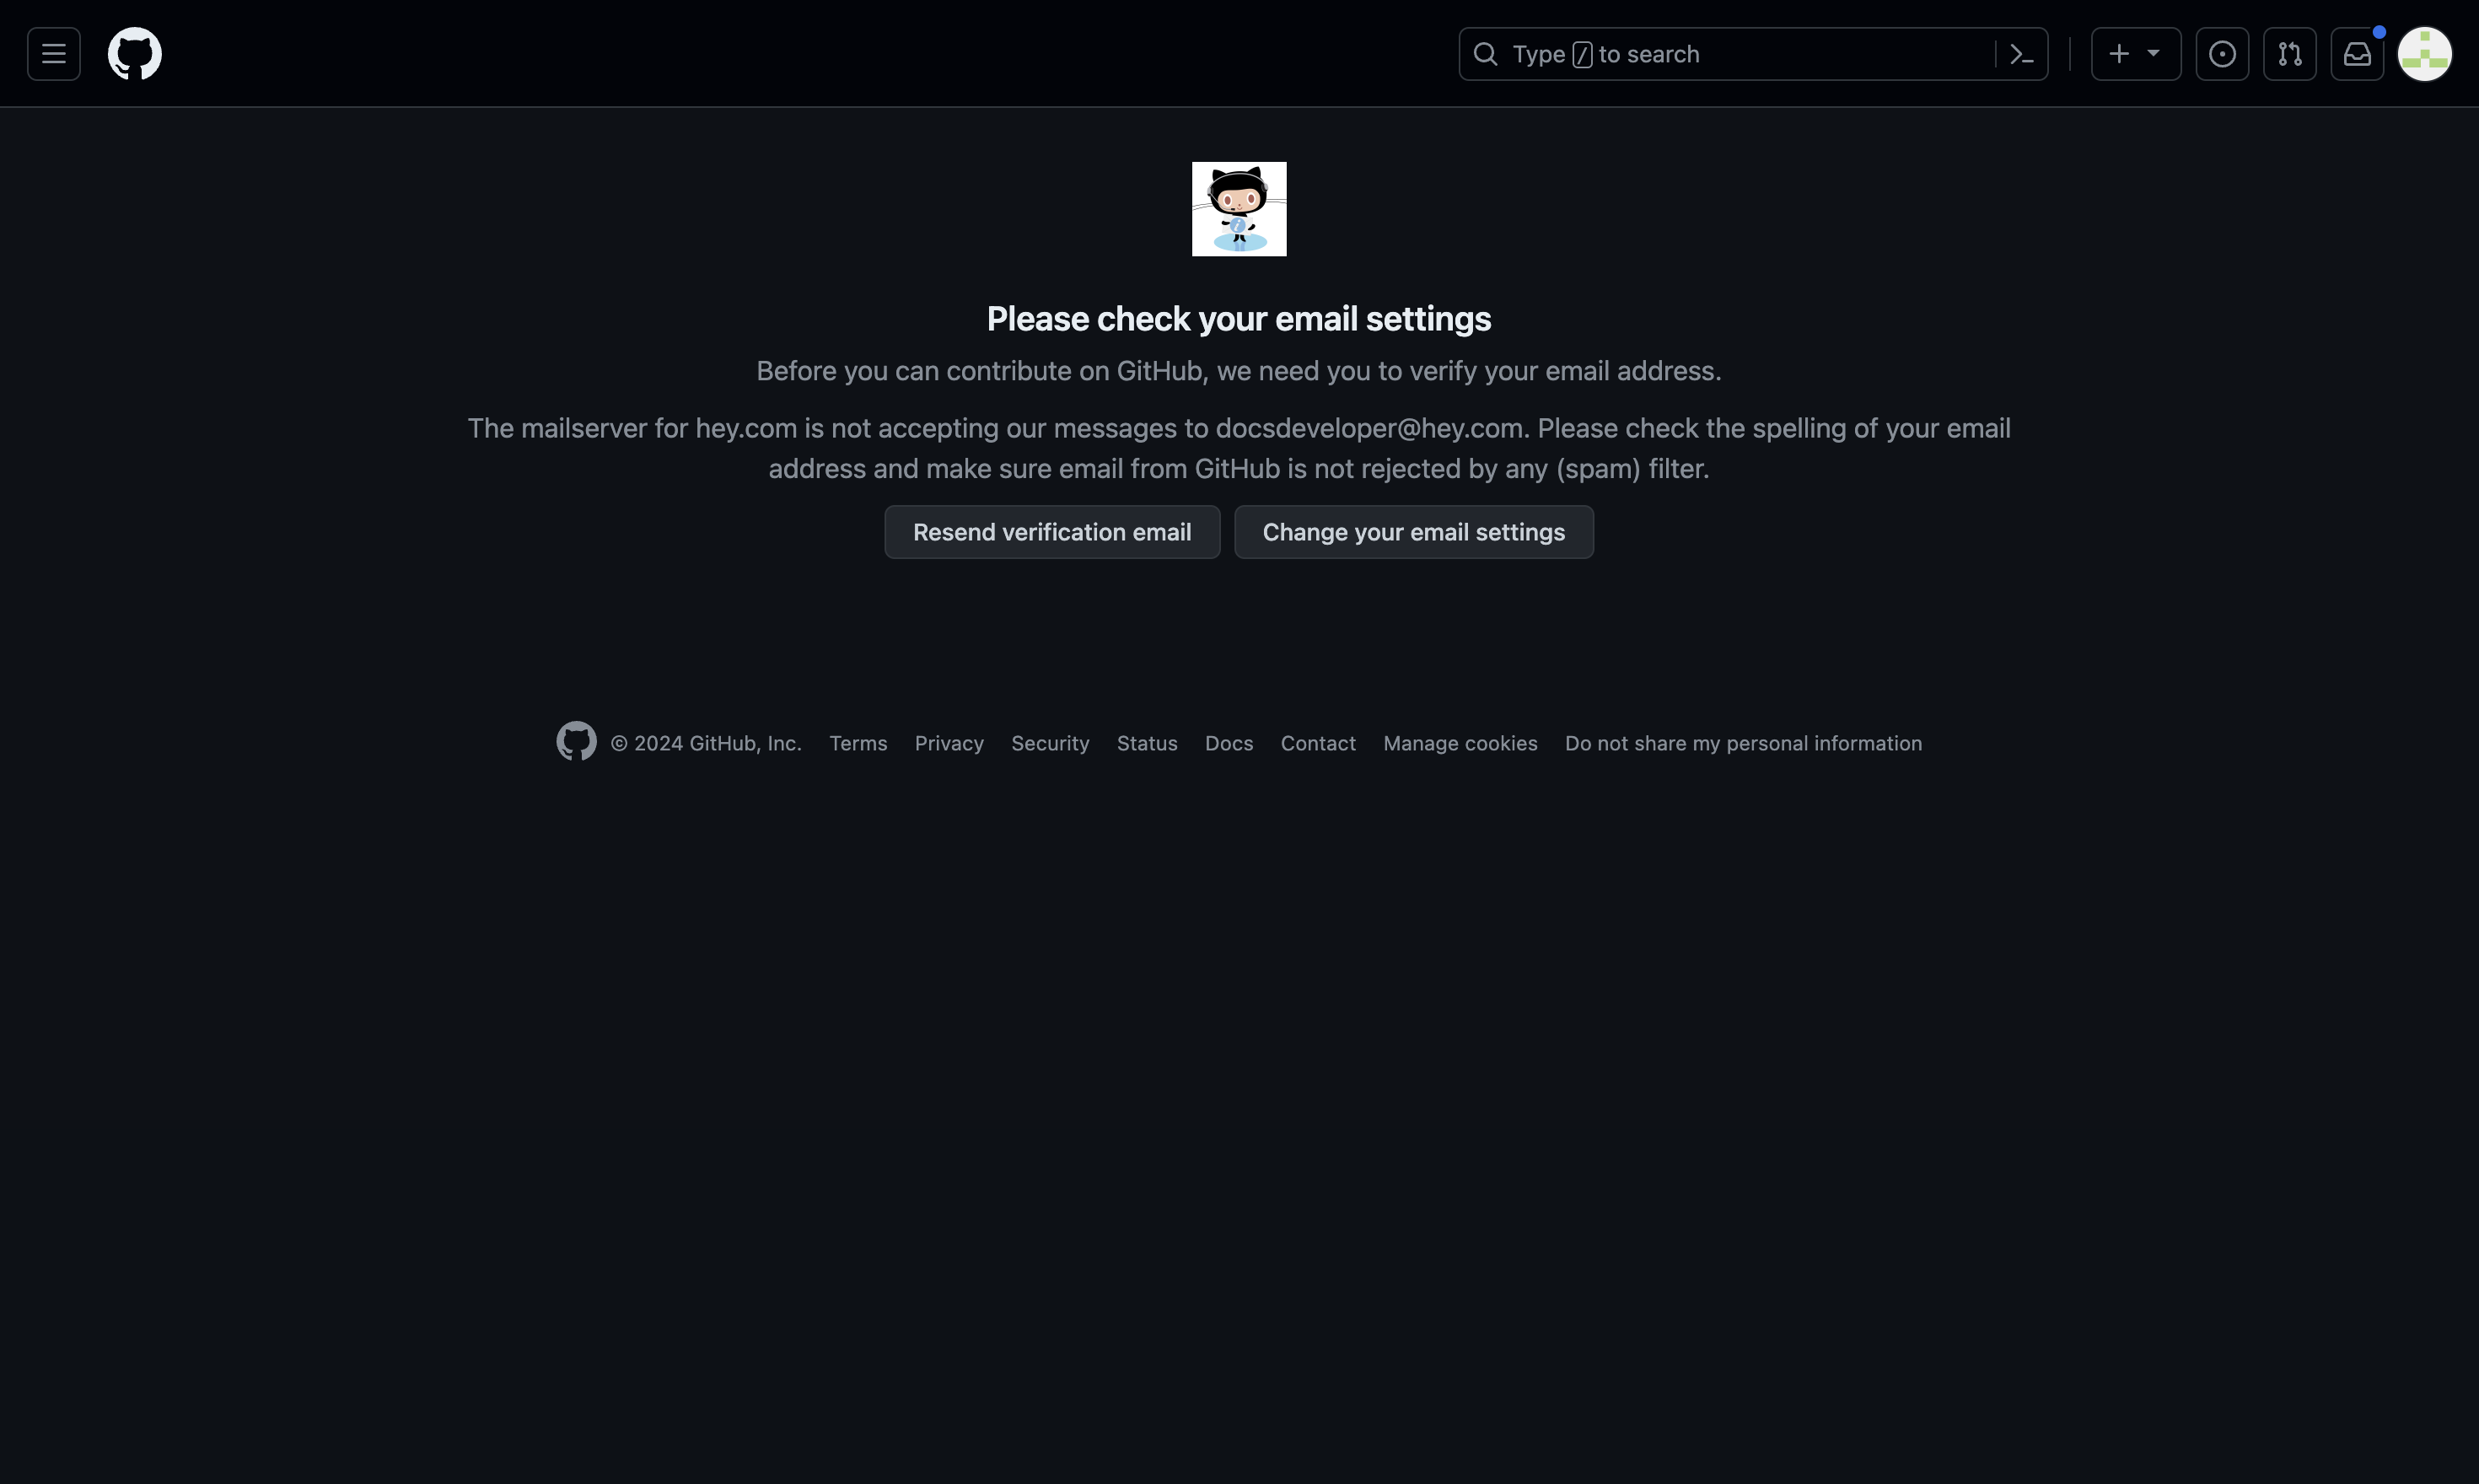 Type / to search
Please check your email settings
Before you can contribute on GitHub, we need you to verify your email address.
The mailserver for hey.com is not accepting our messages to docsdeveloper@hey.com. Please check the spelling of your email
address and make sure email from GitHub is not rejected by any (spam) filter.
Resend verification email Change your email settings
© 2024 GitHub, Inc. Terms Privacy Security Status Docs Contact Manage cookies Do not share my personal information